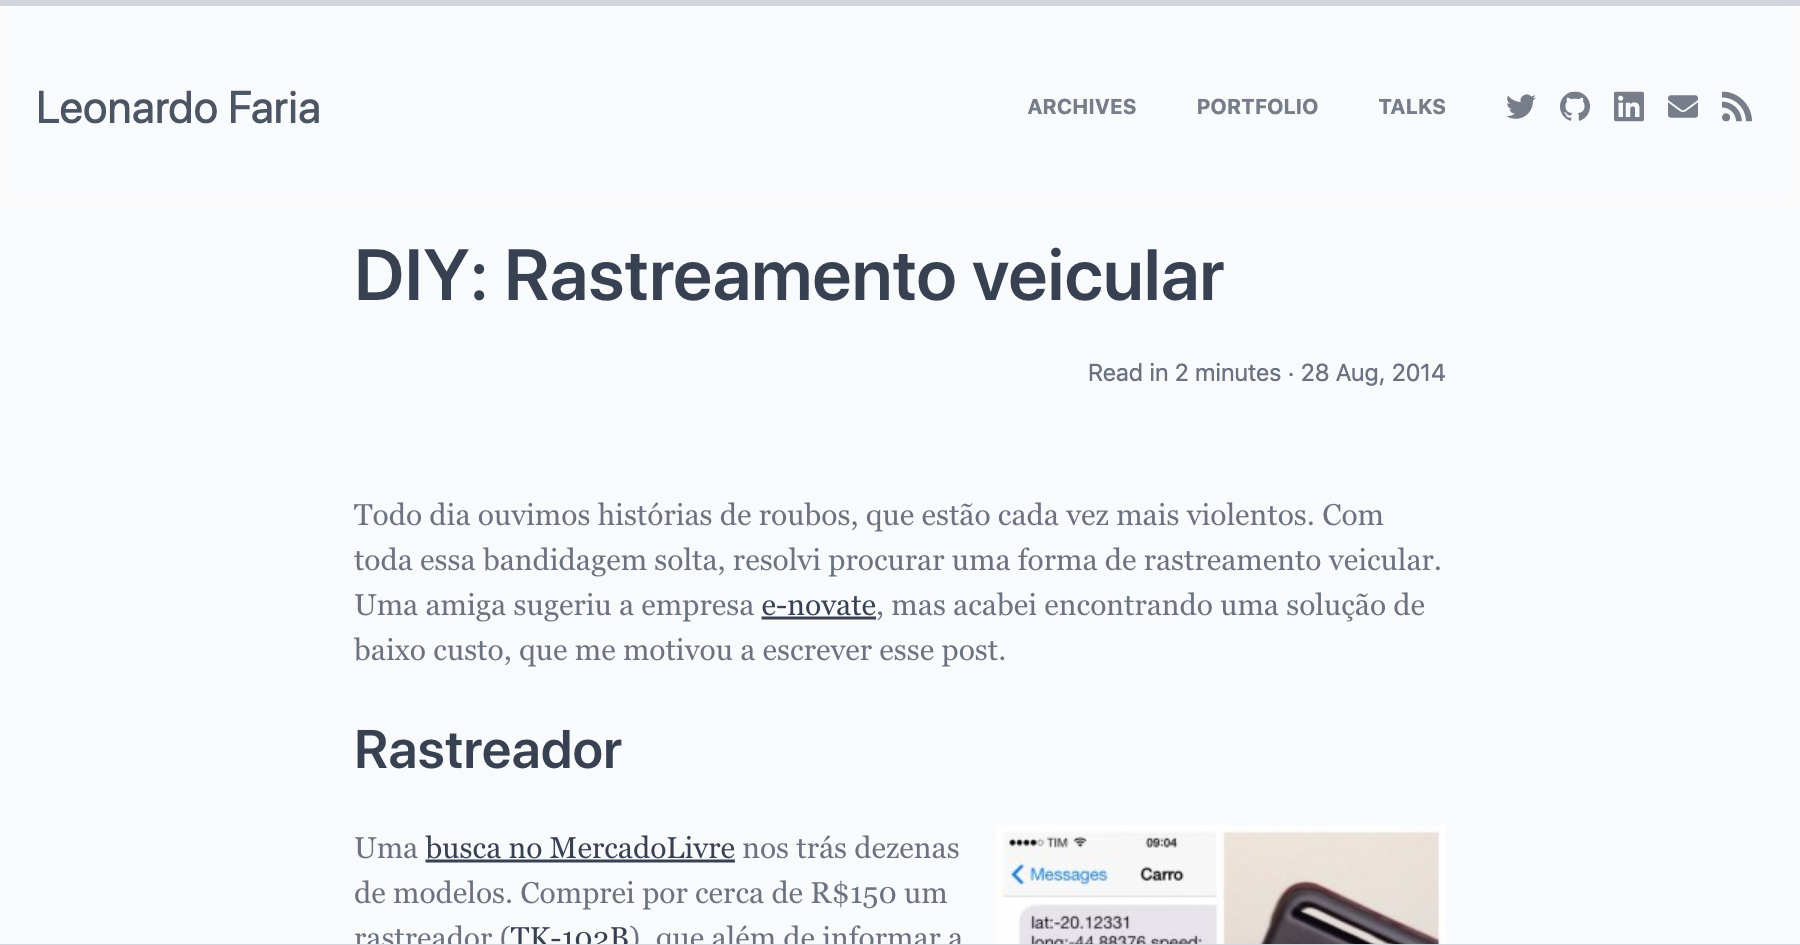 Leonardo Faria
ARCHIVES PORTFOLIO TALKS
DIY: Rastreamento veicular
Read in 2 minutes · 28 Aug, 2014
Todo dia ouvimos histórias de roubos, que estão cada vez mais violentos. Com
toda essa bandidagem solta, resolvi procurar uma forma de rastreamento veicular.
Uma amiga sugeriu a empresa e-novate, mas acabei encontrando uma solução de
baixo custo, que me motivou a escrever esse post.
Rastreador
Uma busca no MercadoLivre nos trás dezenas
de modelos. Comprei por cerca de R$150 um
rastreador (TK-102B), que além de informar a
TIM 09:04
Messages Carro
lat:-20.12331
long:-44.88376 speed: